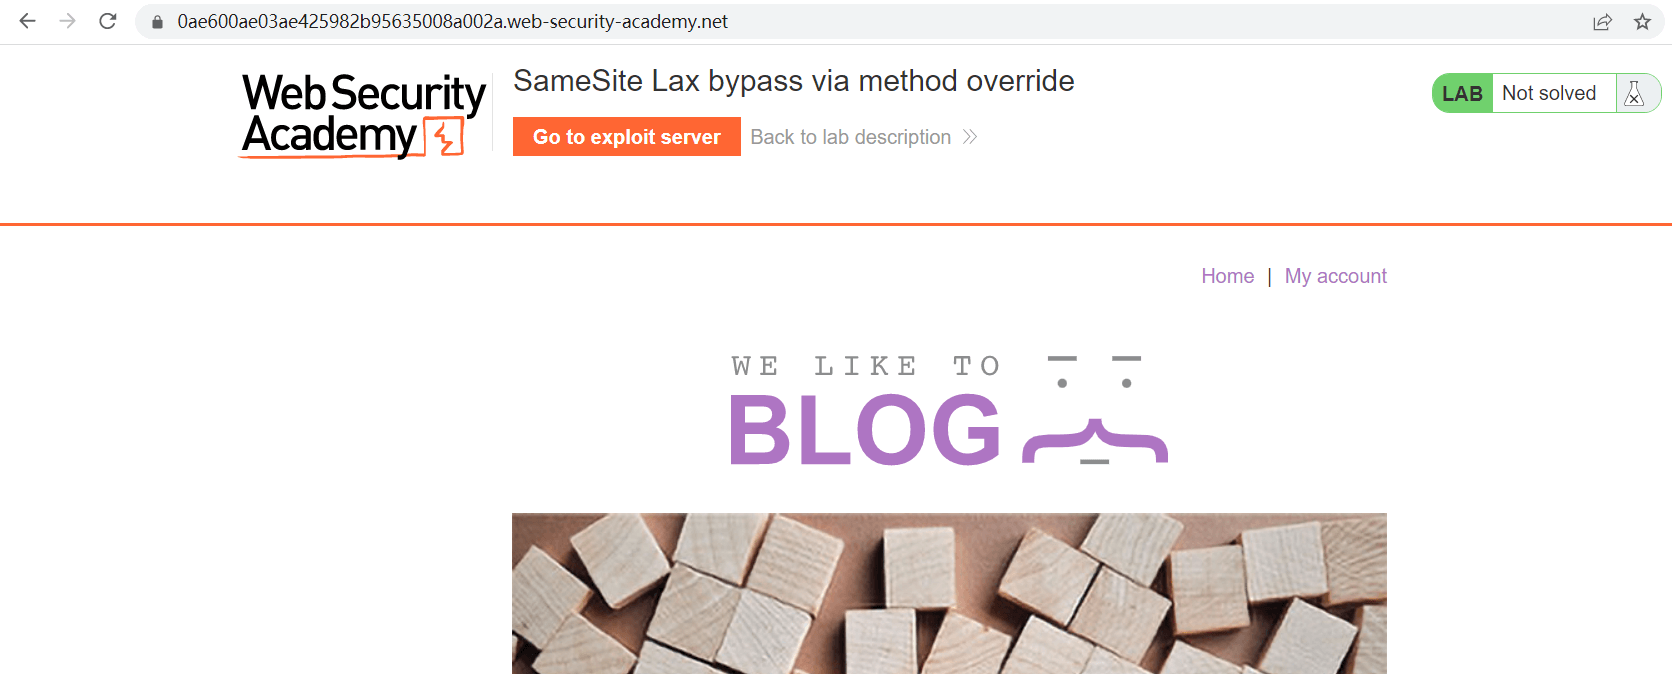 0ae600ae03ae425982b95635008a002a.web-security-academy.net
Web Security
Academy
SameSite Lax bypass via method override
Go to exploit server
Back to lab description
LAB
Not solved
Home | My account
WE LIKE TO
BLOG